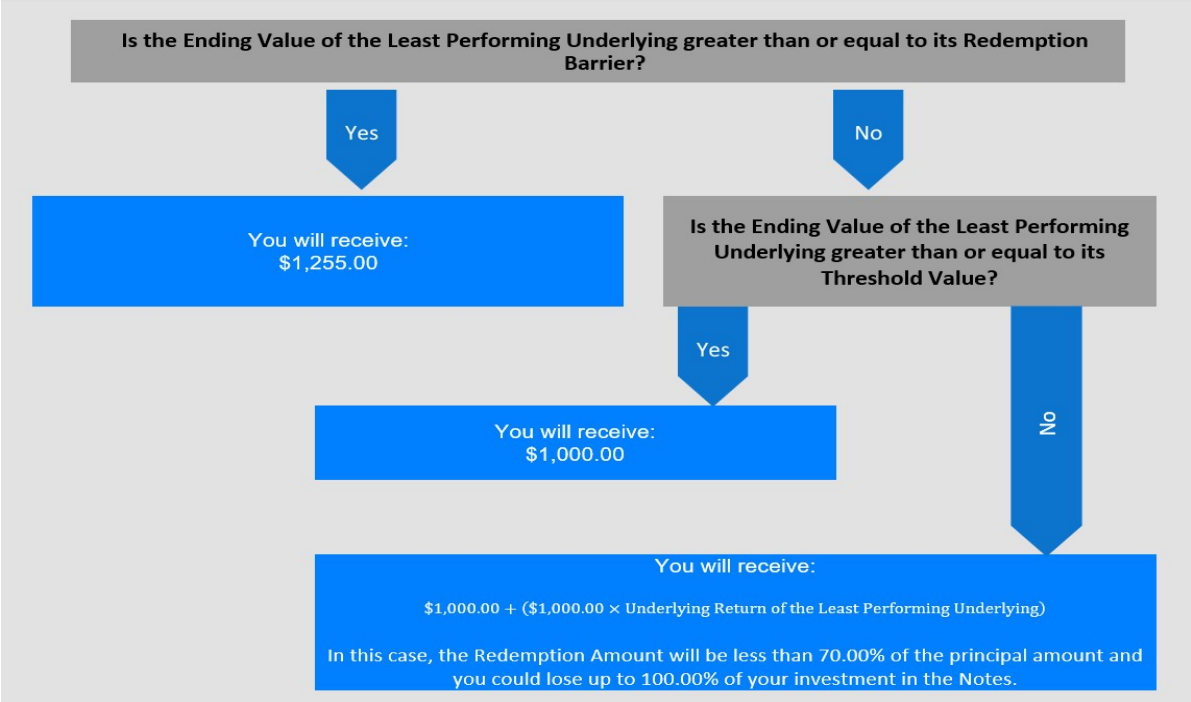 Is the Ending Value of the Least Performing Underlying greater than or equal to its Redemption
Barrier?
Yes
No
You will receive:
$1,255.00
Is the Ending Value of the Least Performing
Underlying greater than or equal to its
Threshold Value?
Yes
No
You will receive:
$1,000.00
You will receive:
$1,000.00 + ($1,000.00 × Underlying Return of the Least Performing Underlying)
In this case, the Redemption Amount will be less than 70.00% of the principal amount and
you could lose up to 100.00% of your investment in the Notes.